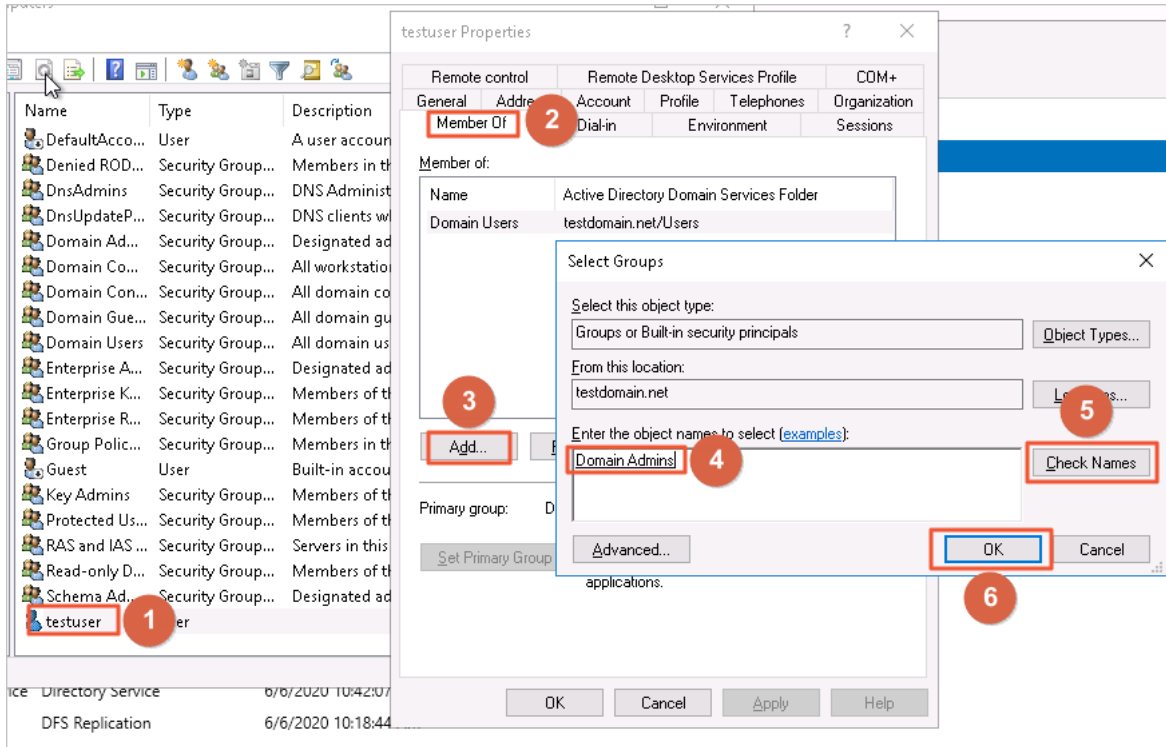 testuser Properties
Remote control Remote Desktop Services Profile COM+
General Addre Account Profile Telephones Organization
Member Of 2 Dial-in Environment Sessions
Name Type Description
DefaultAcco... User A user accoun
Denied ROD... Security Group... Members in th
DnsAdmins Security Group... DNS Administ
DnsUpdateP... Security Group... DNS clients wh
Domain Ad... Security Group... Designated ad
Domain Co... Security Group... All workstatio
Domain Con... Security Group... All domain co
Domain Gue... Security Group... All domain gu
Domain Users Security Group... All domain us
Enterprise A... Security Group... Designated ad
Enterprise K... Security Group... Members of th
Enterprise R... Security Group... Members of th
Group Polic... Security Group... Members in th
Guest User Built-in accou
Key Admins Security Group... Members of th
Protected Us... Security Group... Members of th
RAS and IAS ... Security Group... Servers in this
Read-only D... Security Group... Members of th
Schema Ad... Security Group... Designated ad
testuser 1 er
Directory Service 6/6/2020 10:42:07
DFS Replication 6/6/2020 10:18:44
Member of:
Name Active Directory Domain Services Folder
Domain Users testdomain.net/Users
3
Add...
Primary group: D
Set Primary Group
applications.
OK Cancel Apply Help
Select Groups
Select this object type:
Groups or Built-in security principals Object Types...
From this location:
testdomain.net
5
Enter the object names to select (examples):
Domain Admins 4 Check Names
Advanced... OK Cancel
6